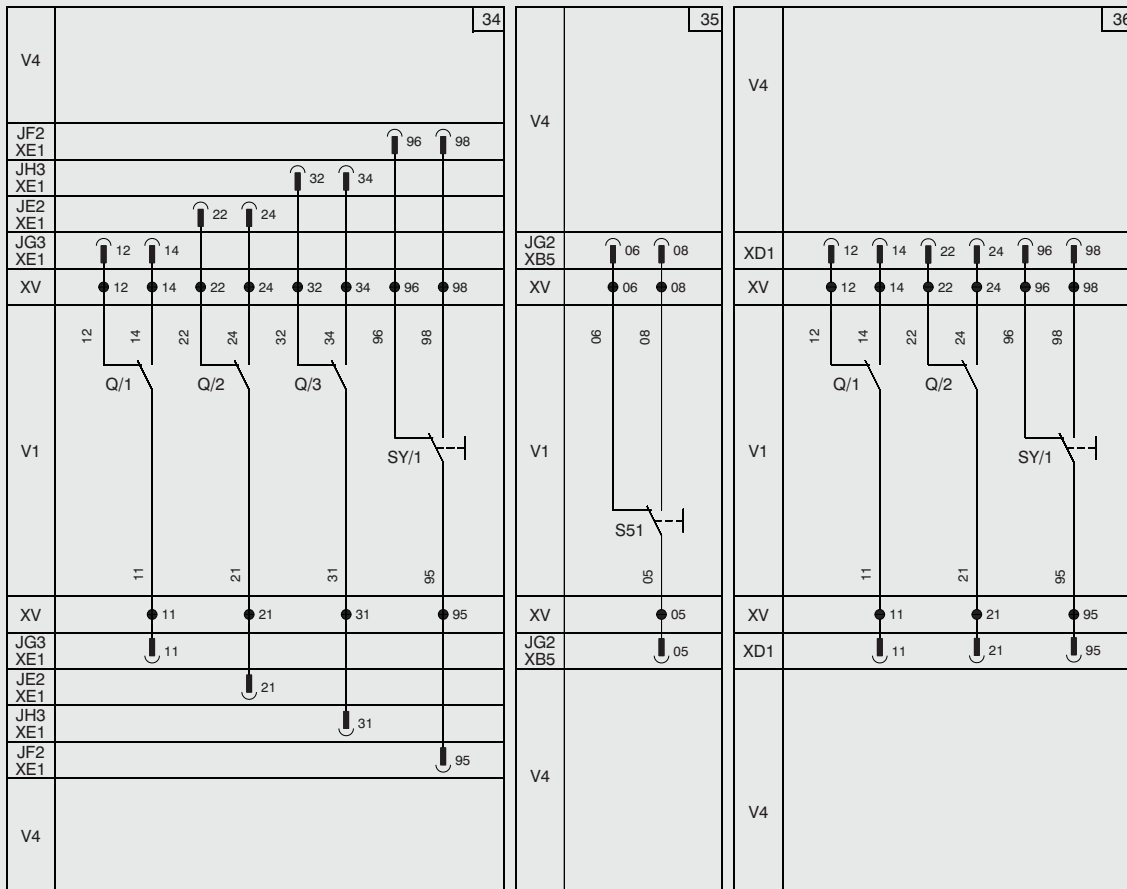 34
V4
JF2
XE1
96 98
JH3
XE1
32 34
JE2
XE1
22 24
JG3
XE1
12 14
XV
12 14 22 24 32 34 96 98
12 14 22 24 32 34 96 98
Q/1 Q/2 Q/3
V1
SY/1
11 21 31 95
XV
11 21 31 95
JG3
XE1
11
JE2
XE1
21
JH3
XE1
31
JF2
XE1
95
V4
35
V4
JG2
XB5
06 08
XV
06 08
06 08
V1
S51
05
XV
05
JG2
XB5
05
V4
36
V4
XD1
12 14 22 24 96 98
XV
12 14 22 24 96 98
12 14 22 24 96 98
Q/1 Q/2
V1
SY/1
11 21 95
XV
11 21 95
XD1
11 21 95
V4